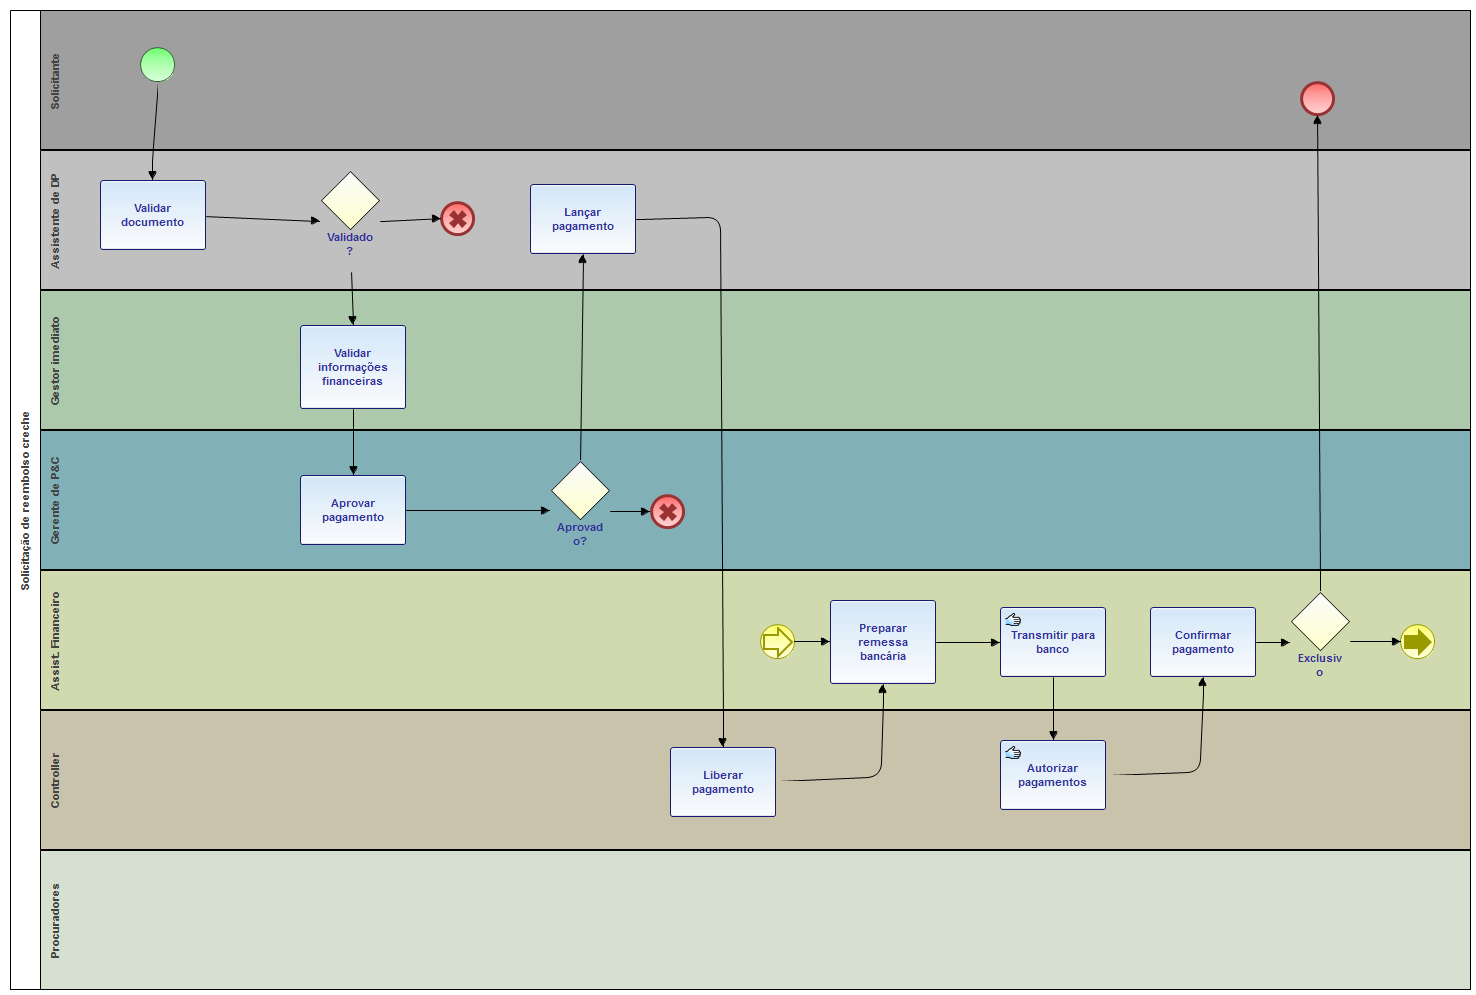 Solicitação de reembolso creche
Solicitante
Assistente de DP
Validar
documento
Validado
?
Lançar
pagamento
Gestor imediato
Validar
informações
financeiras
Gerente de P&C
Aprovar
pagamento
Aprovad
o?
Assist. Financeiro
Preparar
remessa
bancária
Transmitir para
banco
Confirmar
pagamento
Exclusiv
o
Controller
Liberar
pagamento
Autorizar
pagamentos
Procuradores